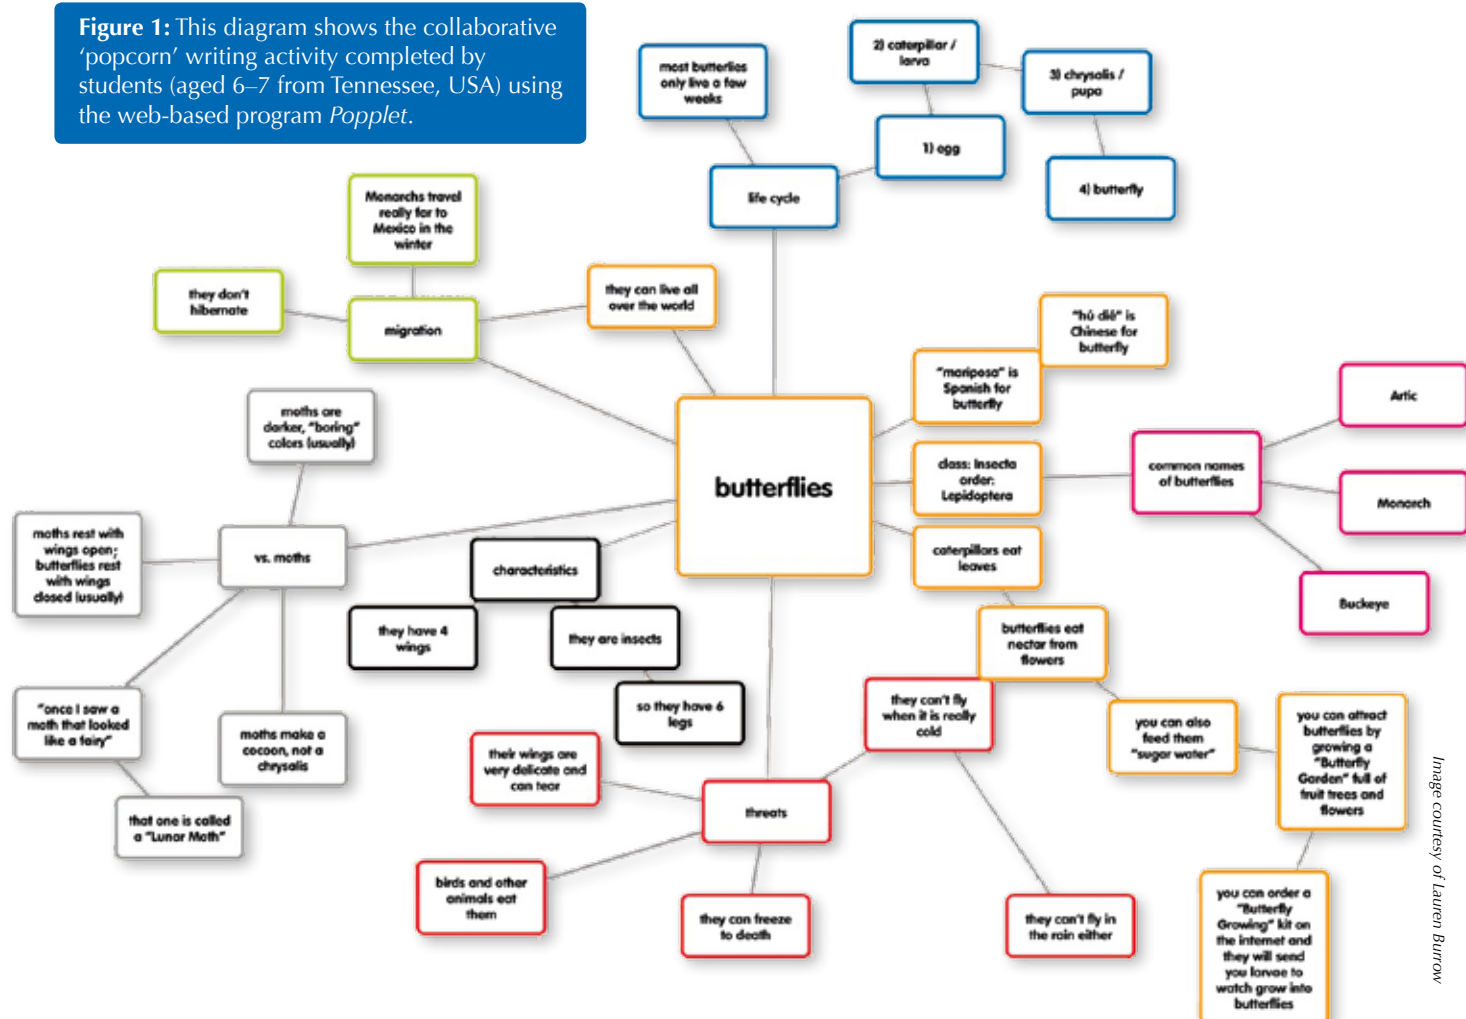 Figure 1: This diagram shows the collaborative
‘popcorn’ writing activity completed by
students (aged 6–7 from Tennessee, USA) using
the web-based program Popplet.
most butterflies
only live a few
weeks
2) caterpillar /
larva
3) chrysalis /
pupa
1) egg
4) butterfly
life cycle
Monarchs travel
really far to
Mexico in the
winter
they don't
hibernate
migration
they can live all
over the world
"hú dié" is
Chinese for
butterfly
"mariposa" is
Spanish for
butterfly
butterflies
class: Insecta
order:
Lepidoptera
common names
of butterflies
Artic
Monarch
Buckeye
moths are
darker, "boring"
colors (usually)
moths rest with
wings open;
butterflies rest
with wings
closed (usually)
vs. moths
"once I saw a
moth that looked
like a fairy"
that one is called
a "Lunar Moth"
moths make a
cocoon, not a
chrysalis
characteristics
they have 4
wings
they are insects
so they have 6
legs
caterpillars eat
leaves
butterflies eat
nectar from
flowers
you can also
feed them
"sugar water"
you can attract
butterflies by
growing a
"Butterfly
Garden" full of
fruit trees and
flowers
you can order a
"Butterfly
Growing" kit on
the internet and
they will send
you larvae to
watch grow into
butterflies
they can't fly
when it is really
cold
their wings are
very delicate and
can tear
threats
birds and other
animals eat
them
they can freeze
to death
they can't fly in
the rain either
Image courtesy of Lauren Burrow